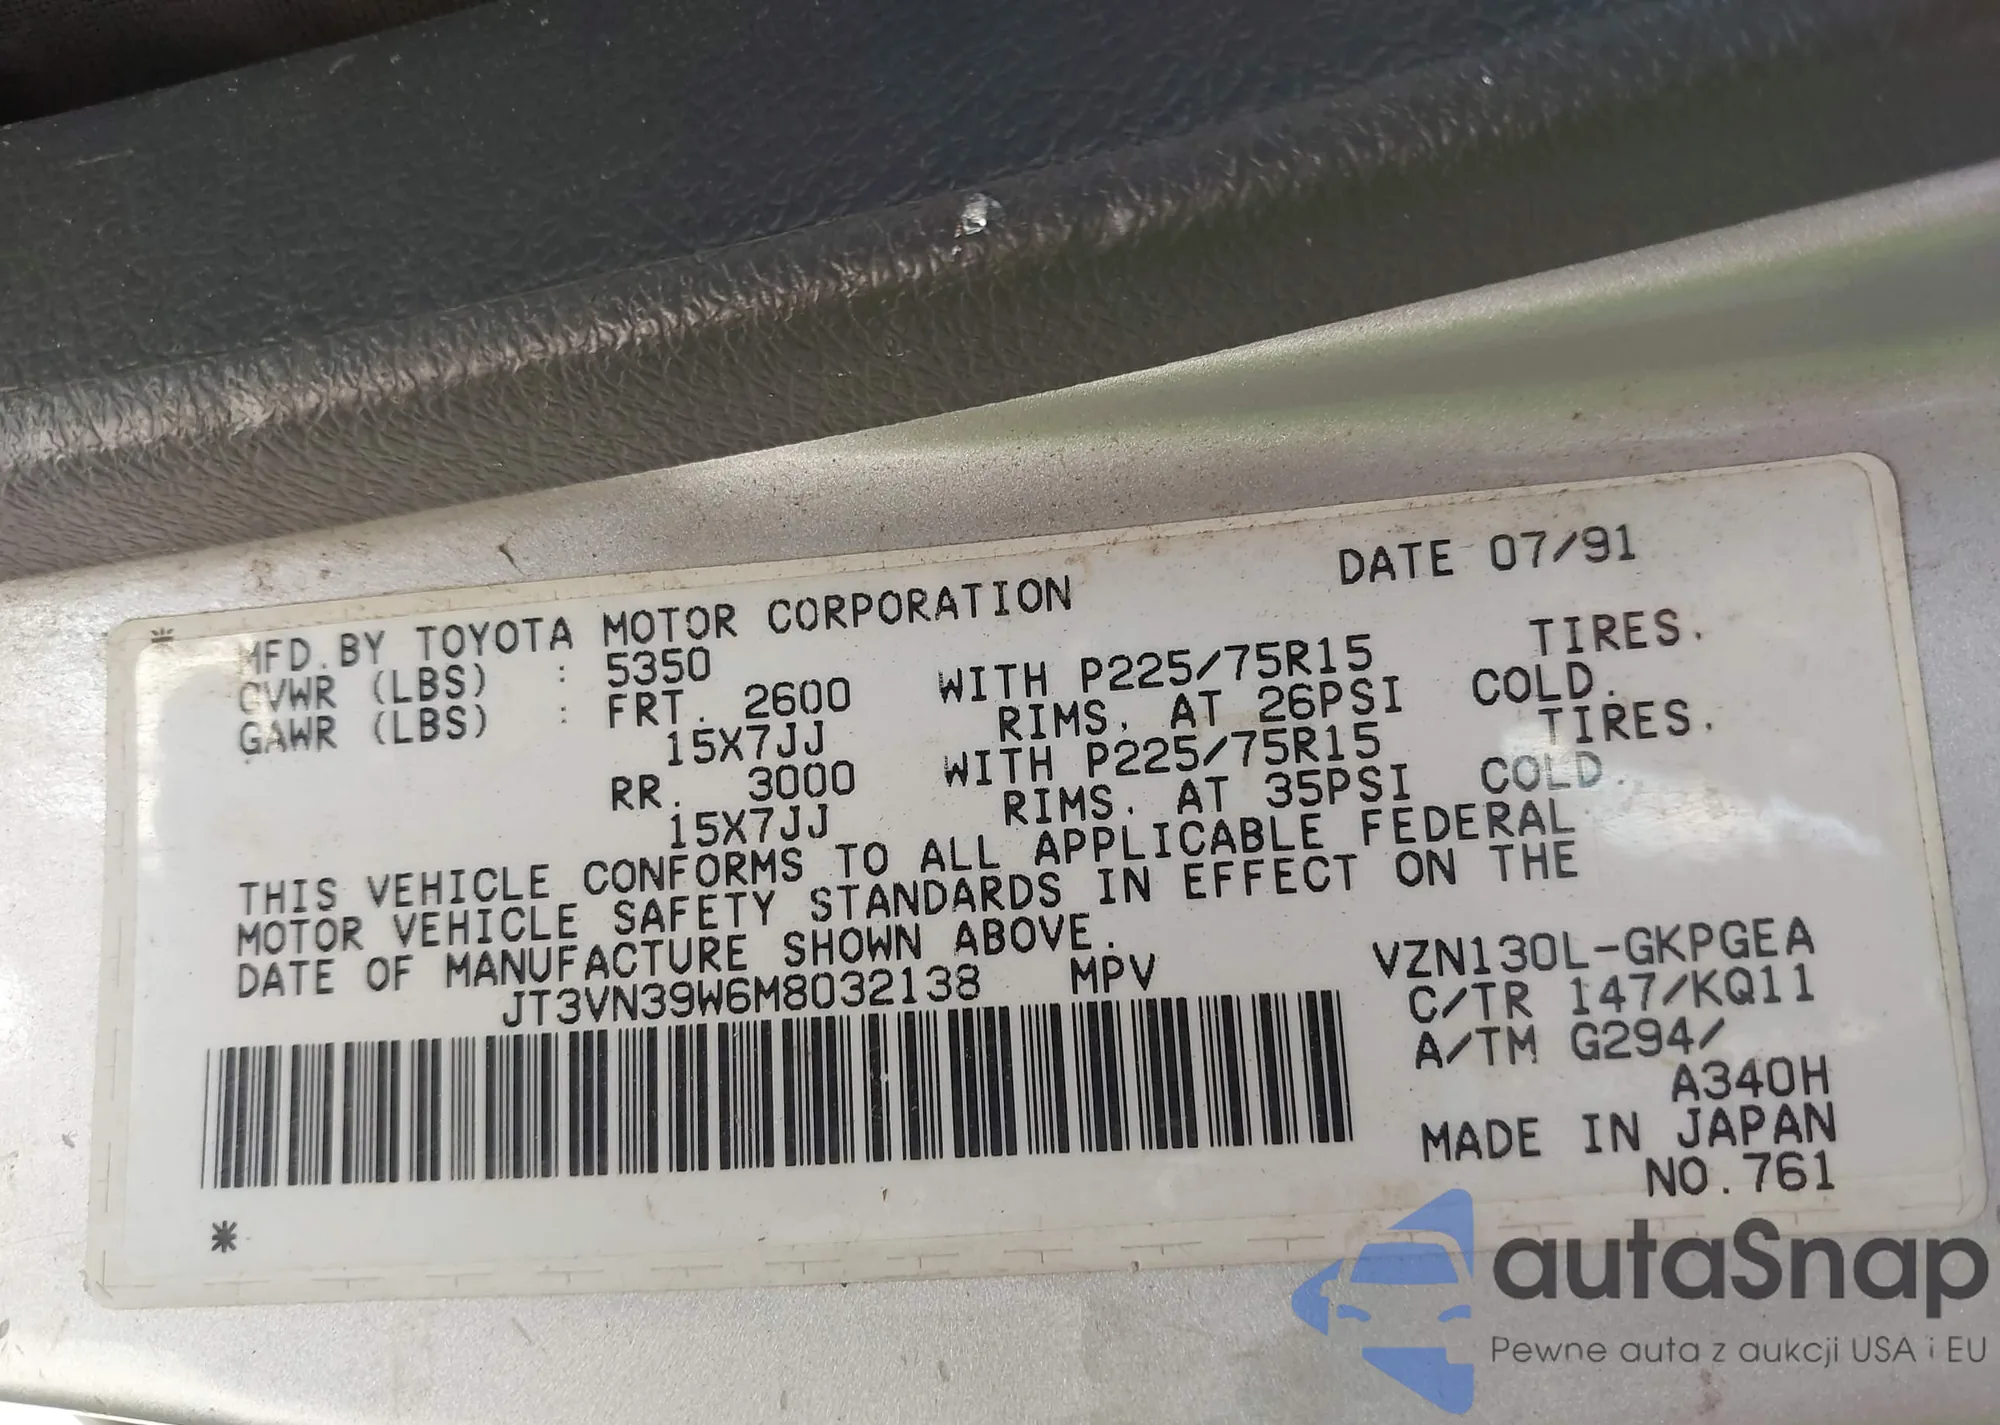 MFD.BY TOYOTA MOTOR CORPORATION DATE 07/91
GVWR (LBS) : 5350
GAWR (LBS) : FRT. 2600 WITH P225/75R15 TIRES.
15X7JJ RIMS. AT 26PSI COLD.
RR. 3000 WITH P225/75R15 TIRES.
15X7JJ RIMS. AT 35PSI COLD.
THIS VEHICLE CONFORMS TO ALL APPLICABLE FEDERAL
MOTOR VEHICLE SAFETY STANDARDS IN EFFECT ON THE
DATE OF MANUFACTURE SHOWN ABOVE.
JT3VN39W6M8032138 MPV
VZN130L-GKPGEA
C/TR 147/KQ11
A/TM G294/
A340H
MADE IN JAPAN
NO.761
autaSnap
Pewne auta z aukcji USA i EU